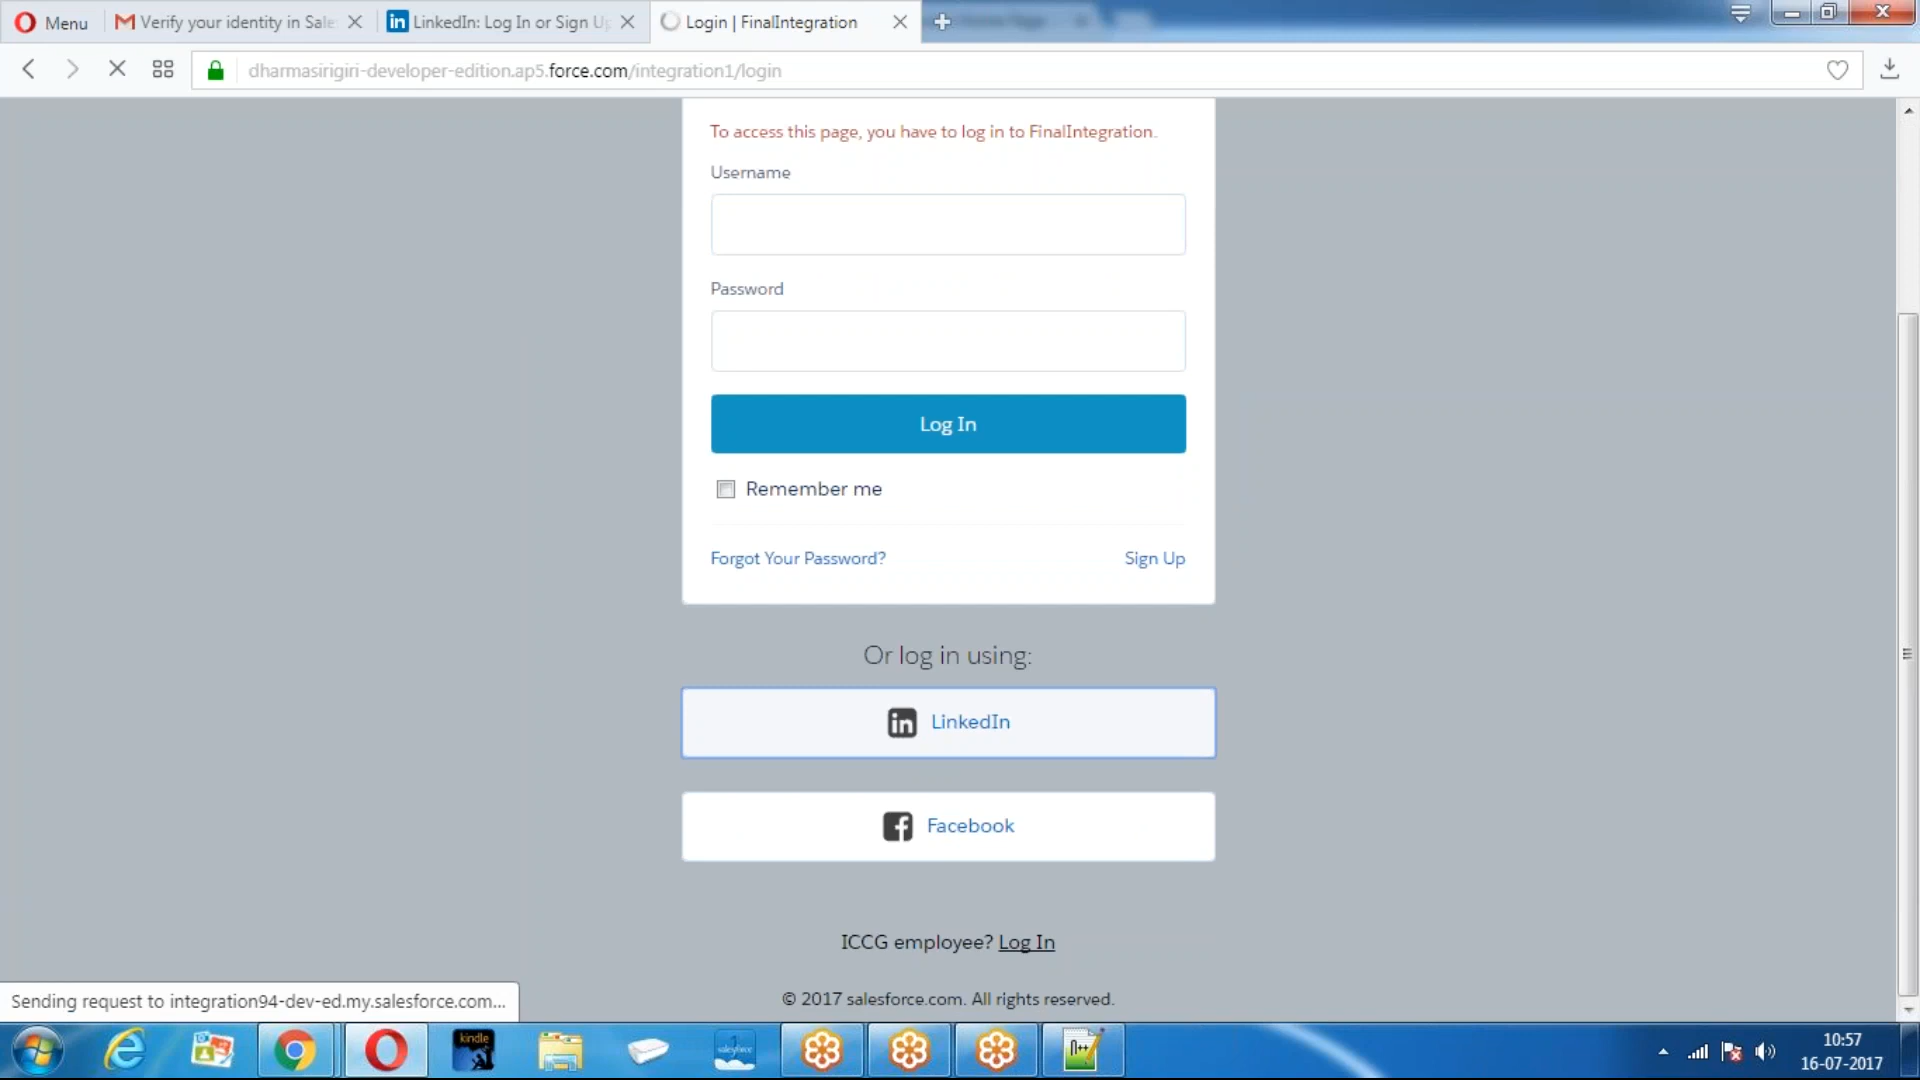 Menu
Verify your identity in Sale
LinkedIn: Log In or Sign Up
Login | FinalIntegration
dharmasirigiri-developer-edition.ap5.force.com/integration1/login
To access this page, you have to log in to FinalIntegration.
Username
Password
Log In
Remember me
Forgot Your Password?
Sign Up
Or log in using:
in LinkedIn
f Facebook
ICCG employee? Log In
© 2017 salesforce.com. All rights reserved.
Sending request to integration94-dev-ed.my.salesforce.com...
kindle
10:57
16-07-2017